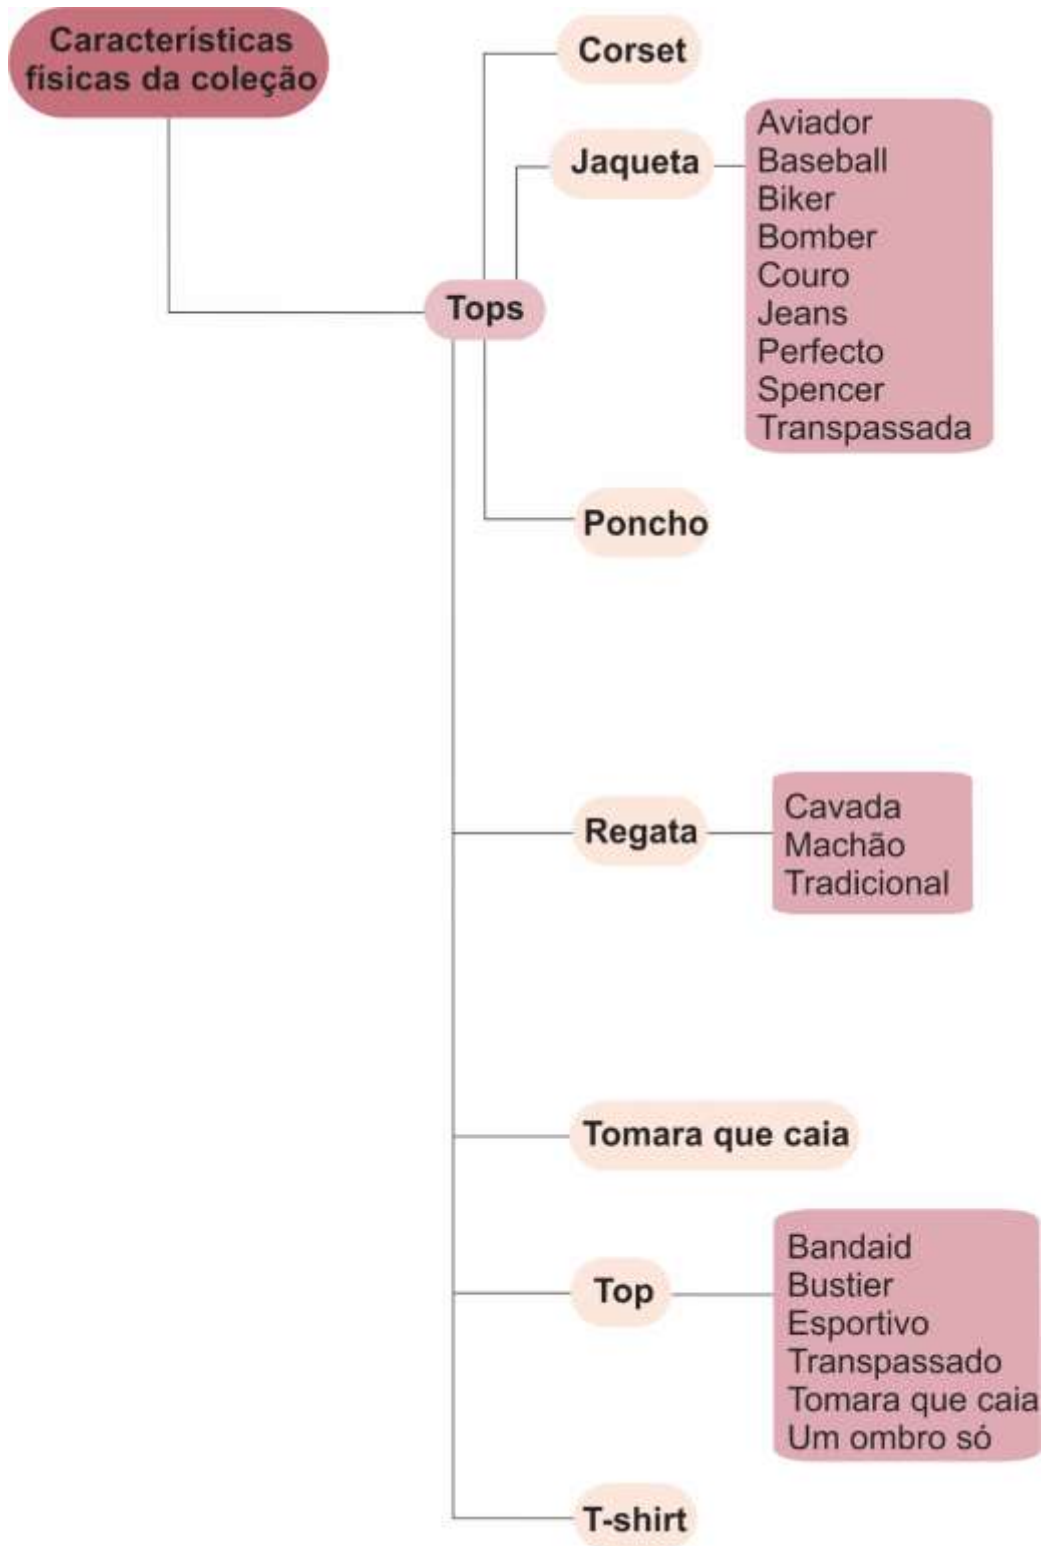 Características
físicas da coleção
Corset
Jaqueta
Aviador
Baseball
Biker
Bomber
Couro
Jeans
Perfecto
Spencer
Transpassada
Tops
Poncho
Regata
Cavada
Machão
Tradicional
Tomara que caia
Top
Bandaid
Bustier
Esportivo
Transpassado
Tomara que caia
Um ombro só
T-shirt